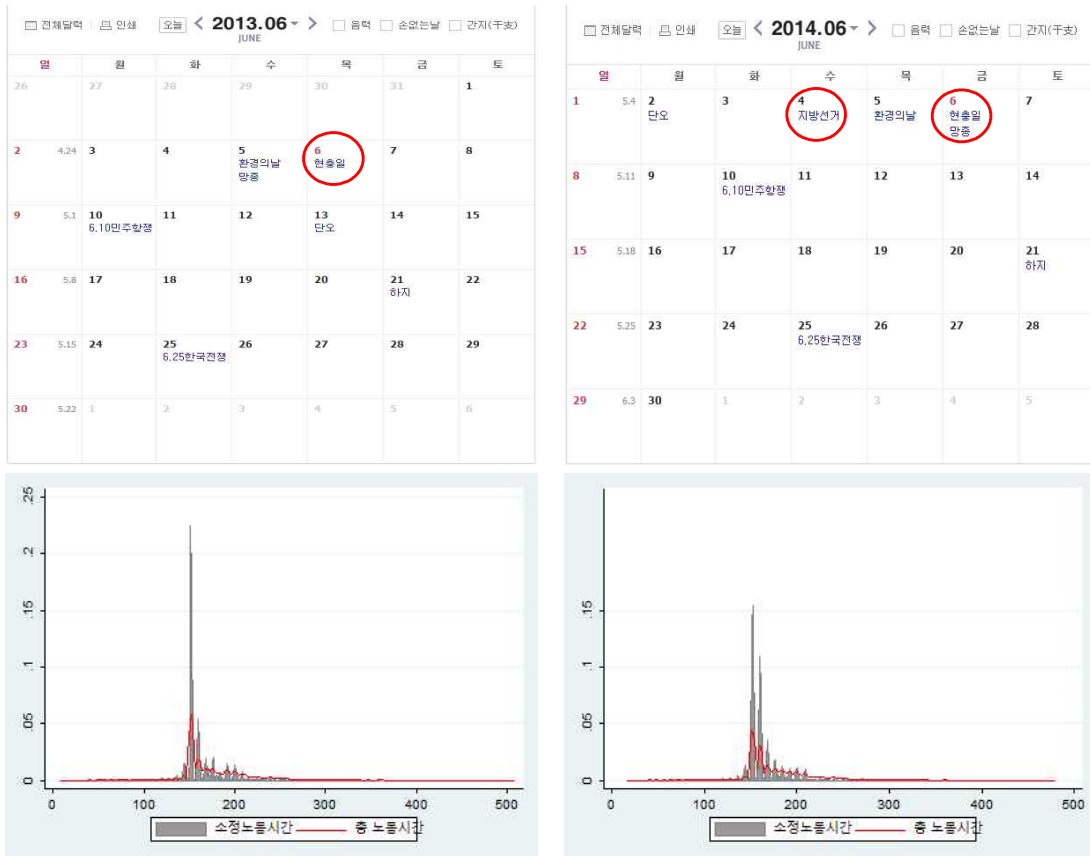 전체달력 인쇄 오늘 < 2013.06 > 음력 손없는날 간지(干支)
JUNE
일 월 화 수 목 금 토
26 27 28 29 30 31 1
2 4.24 3 4 5 6 7 8
환경의날 현충일
망종
9 5.1 10 11 12 13 14 15
6.10민주항쟁 단오
16 5.8 17 18 19 20 21 22
하지
23 5.15 24 25 26 27 28 29
6.25한국전쟁
30 5.22 1 2 3 4 5 6
전체달력 인쇄 오늘 < 2014.06 > 음력 손없는날 간지(干支)
JUNE
일 월 화 수 목 금 토
1 5.4 2 3 4 5 6 7
단오 지방선거 환경의날 현충일
망종
8 5.11 9 10 11 12 13 14
6.10민주항쟁
15 5.18 16 17 18 19 20 21
하지
22 5.25 23 24 25 26 27 28
6.25한국전쟁
29 6.3 30 1 2 3 4 5
.25
.2
.15
.1
.05
0
0 100 200 300 400 500
소정노동시간 총 노동시간
.15
.1
.05
0
0 100 200 300 400 500
소정노동시간 총 노동시간